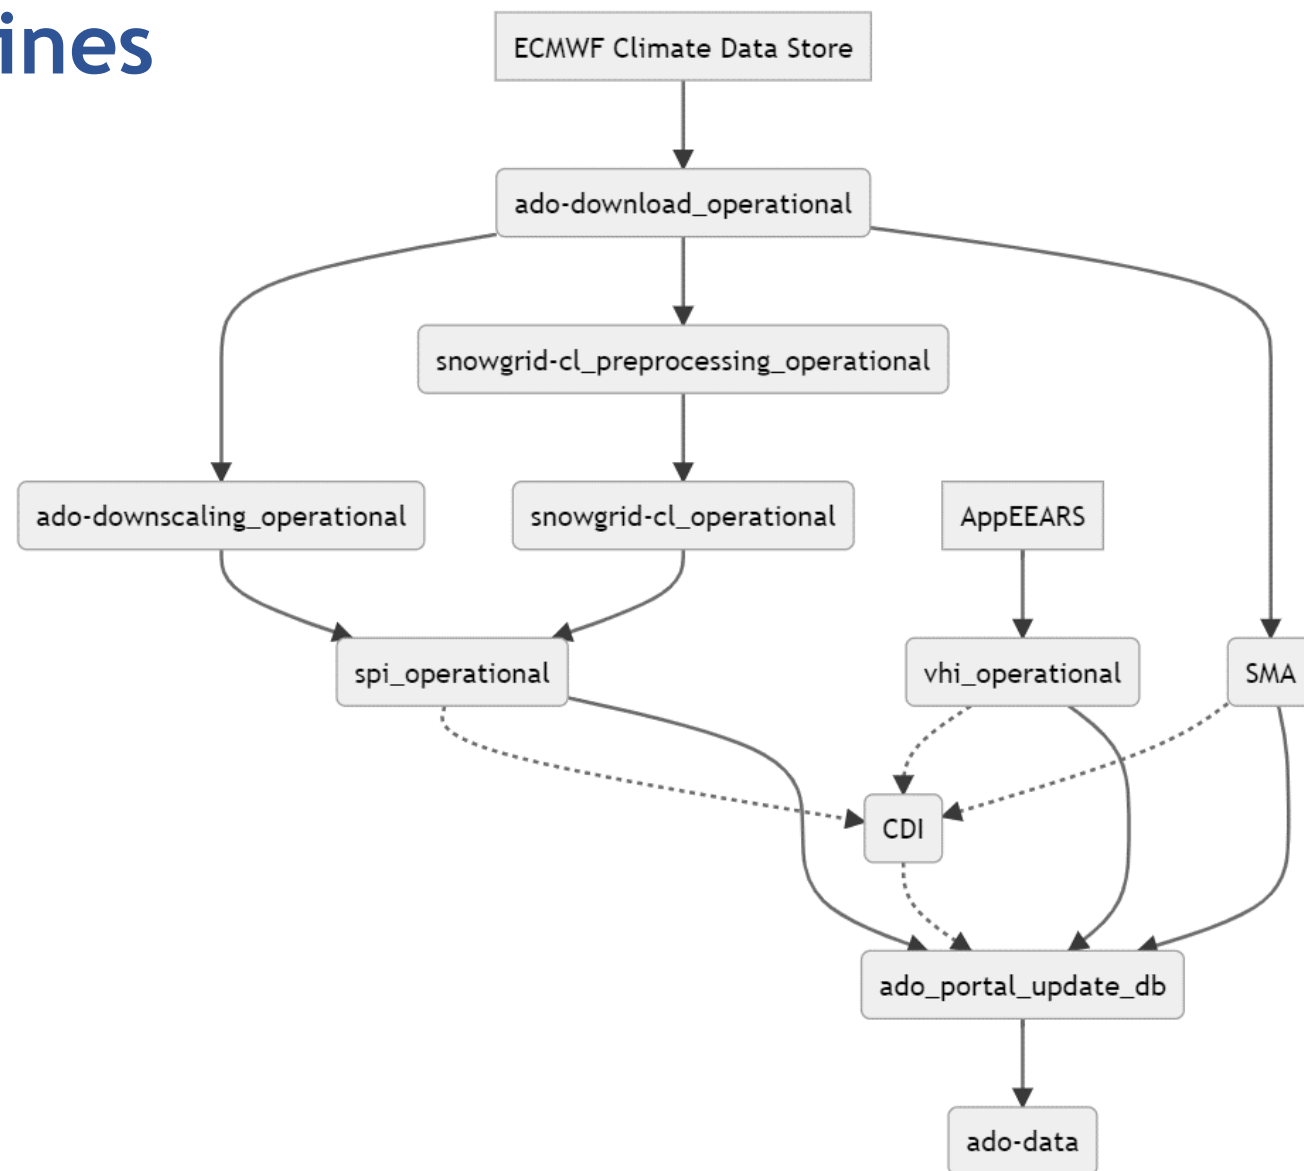 ines
ECMWF Climate Data Store
ado-download_operational
snowgrid-cl_preprocessing_operational
ado-downscaling_operational
snowgrid-cl_operational
AppEEARS
spi_operational
vhi_operational
SMA
CDI
ado_portal_update_db
ado-data